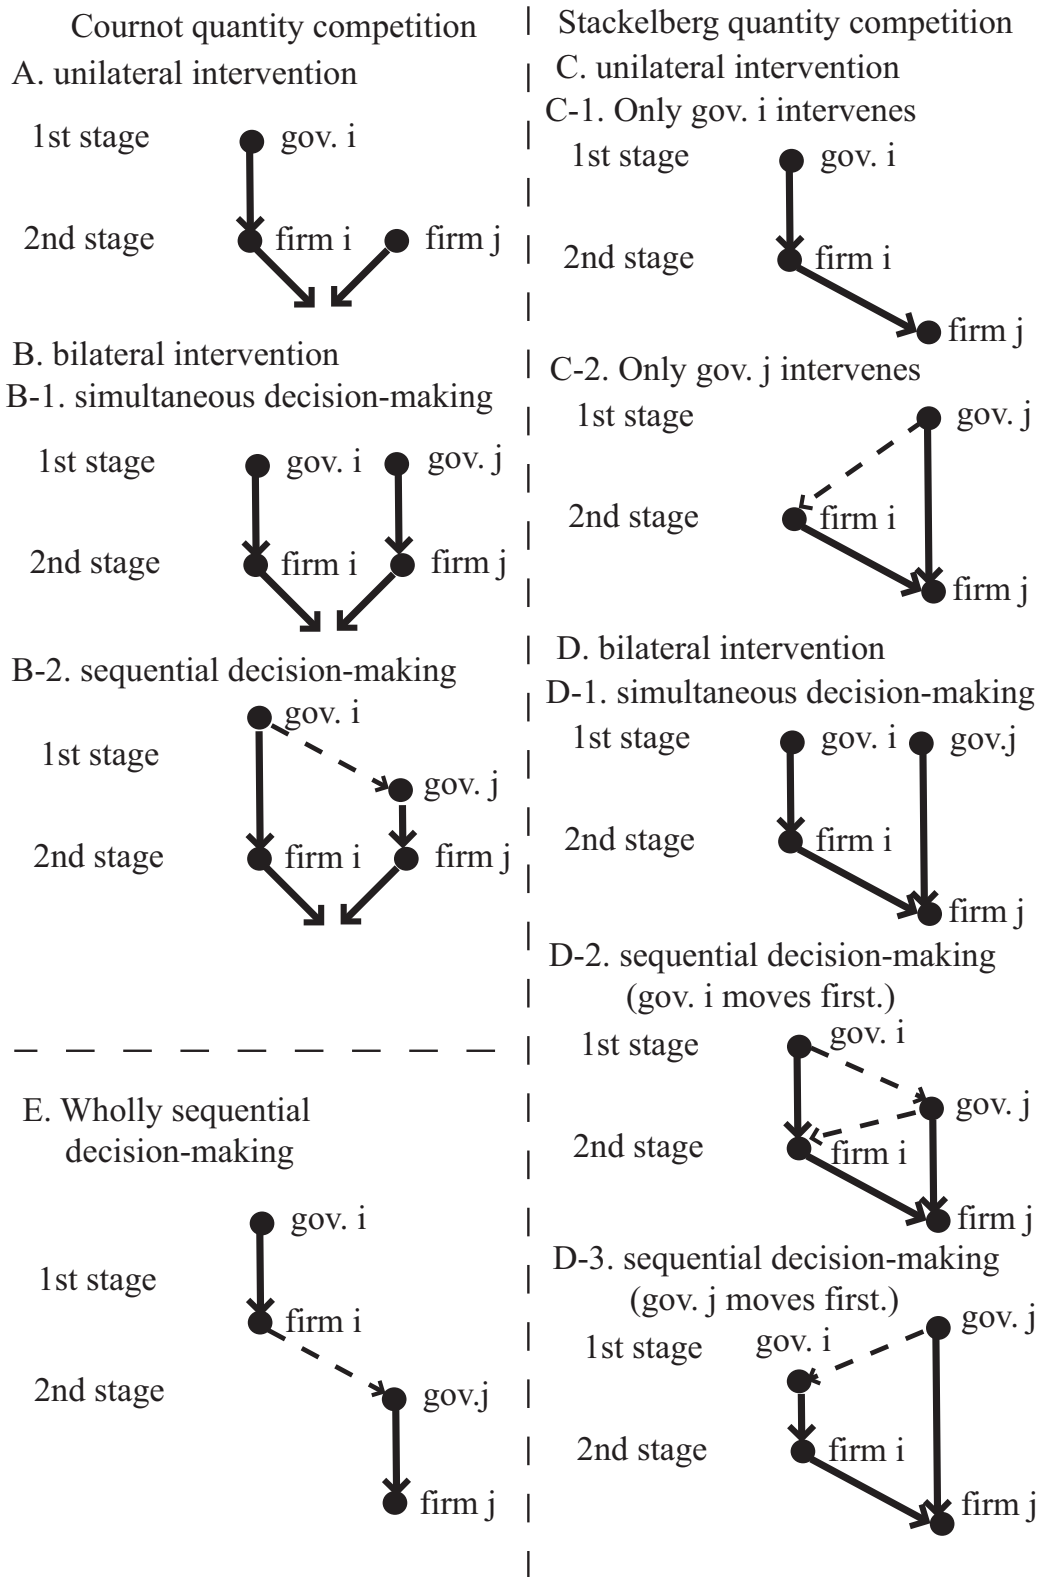 Cournot quantity competition
A. unilateral intervention
1st stage gov. i
2nd stage firm i firm j
B. bilateral intervention
B-1. simultaneous decision-making
1st stage gov. i gov. j
2nd stage firm i firm j
B-2. sequential decision-making
gov. i
1st stage
gov. j
2nd stage firm i firm j
E. Wholly sequential
decision-making
gov. i
1st stage
firm i
2nd stage
gov.j
firm j
Stackelberg quantity competition
C. unilateral intervention
C-1. Only gov. i intervenes
1st stage gov. i
2nd stage firm i
firm j
C-2. Only gov. j intervenes
1st stage gov. j
2nd stage firm i
firm j
D. bilateral intervention
D-1. simultaneous decision-making
1st stage gov. i gov.j
2nd stage firm i
firm j
D-2. sequential decision-making
(gov. i moves first.)
1st stage gov. i
gov. j
2nd stage firm i
firm j
D-3. sequential decision-making
(gov. j moves first.)
gov. j
1st stage gov. i
2nd stage firm i
firm j